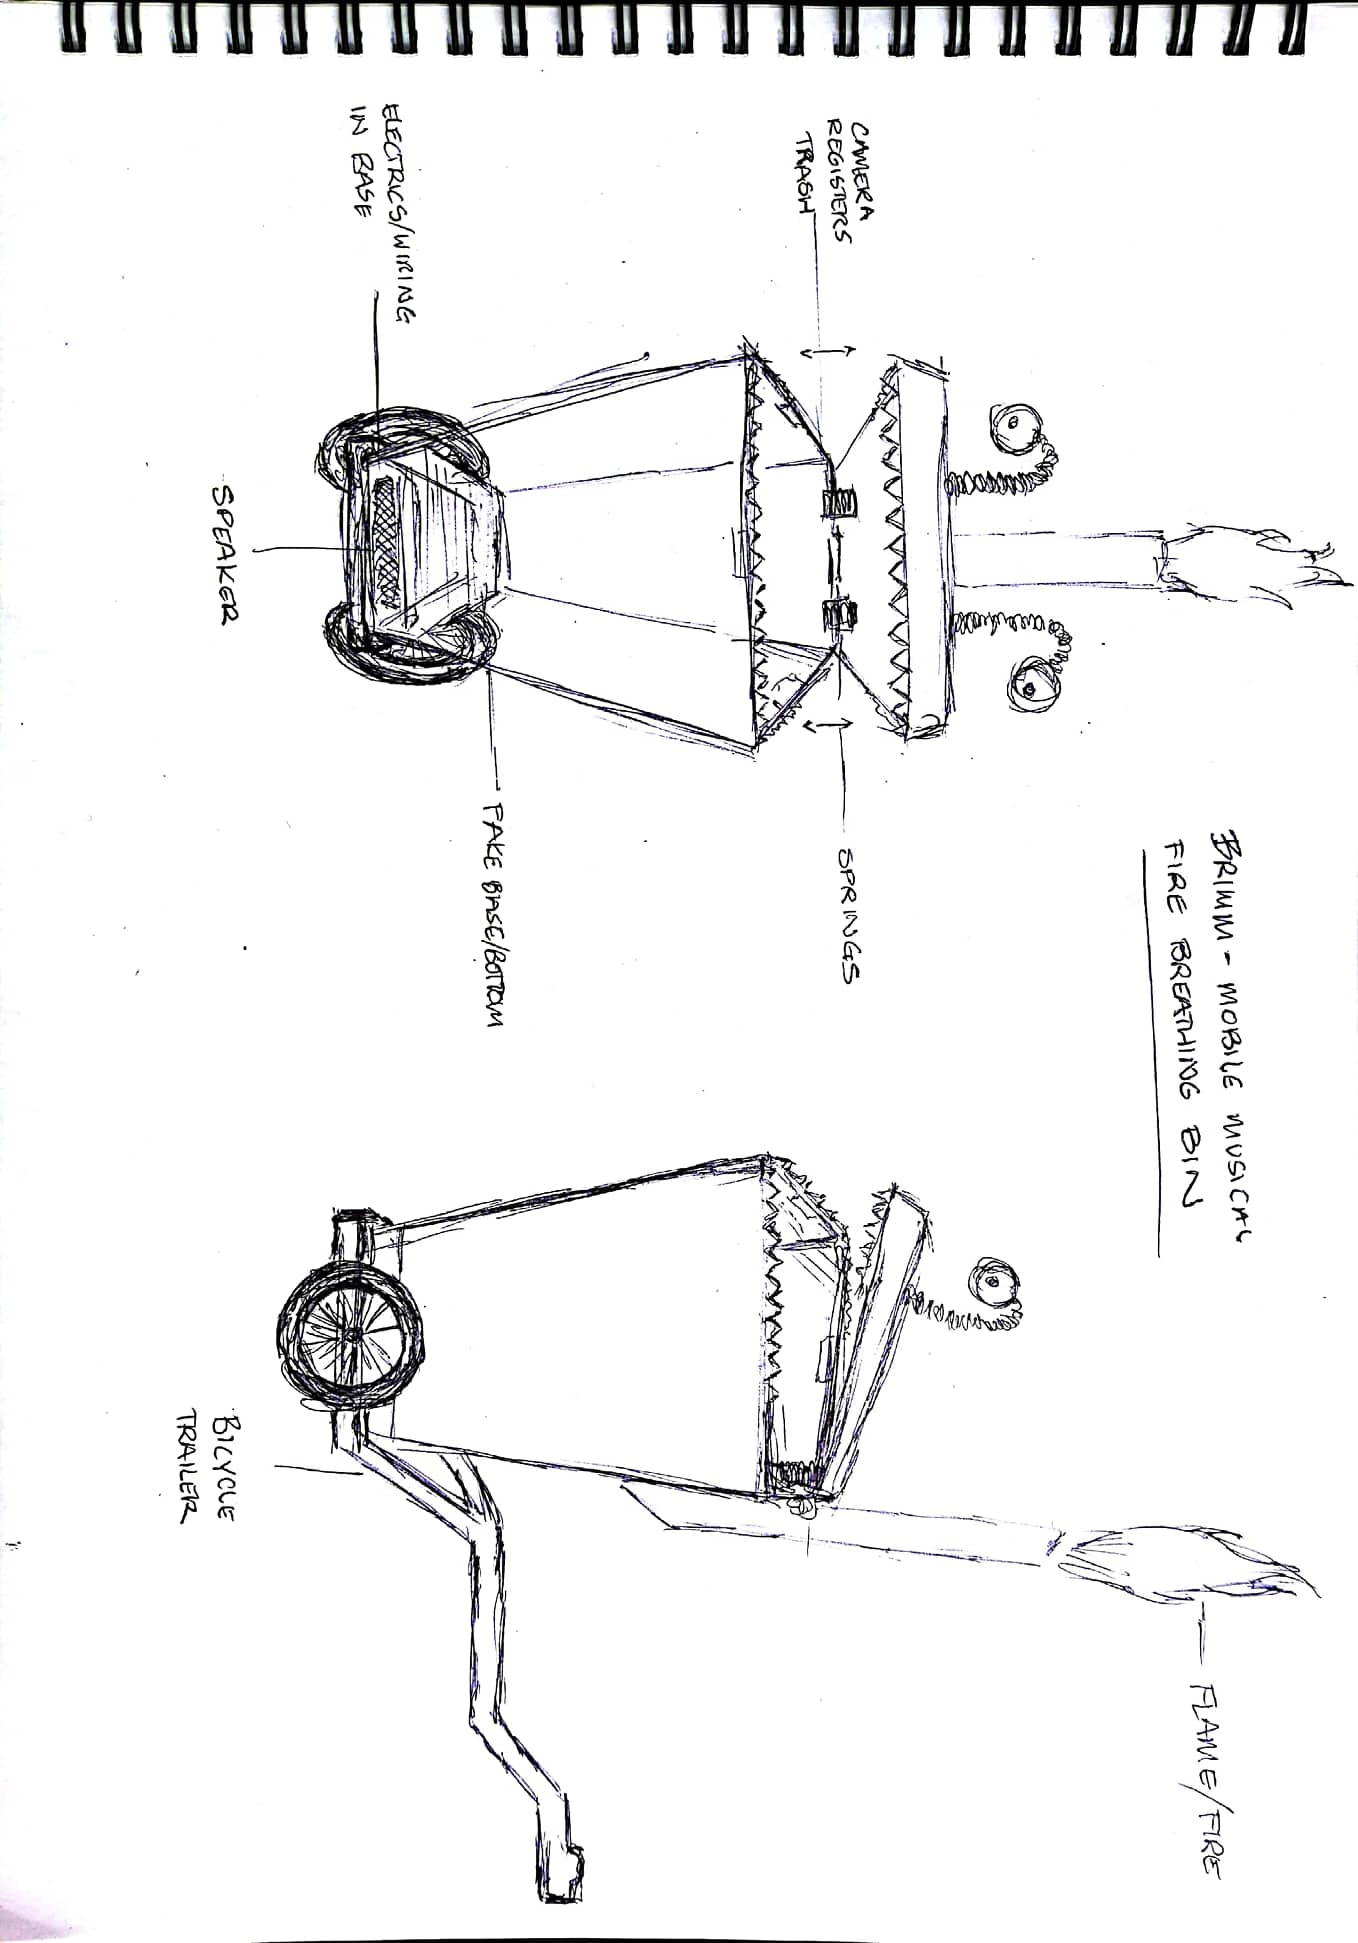 BRIMM - MOBILE MUSICAL
FIRE BREATHING BIN
CAMERA
REGISTERS
TRASH
SPRINGS
ELECTRICS/WIRING
IN BASE
FAKE BASE/BOTTOM
SPEAKER
FLAME/FIRE
BICYCLE
TRAILER